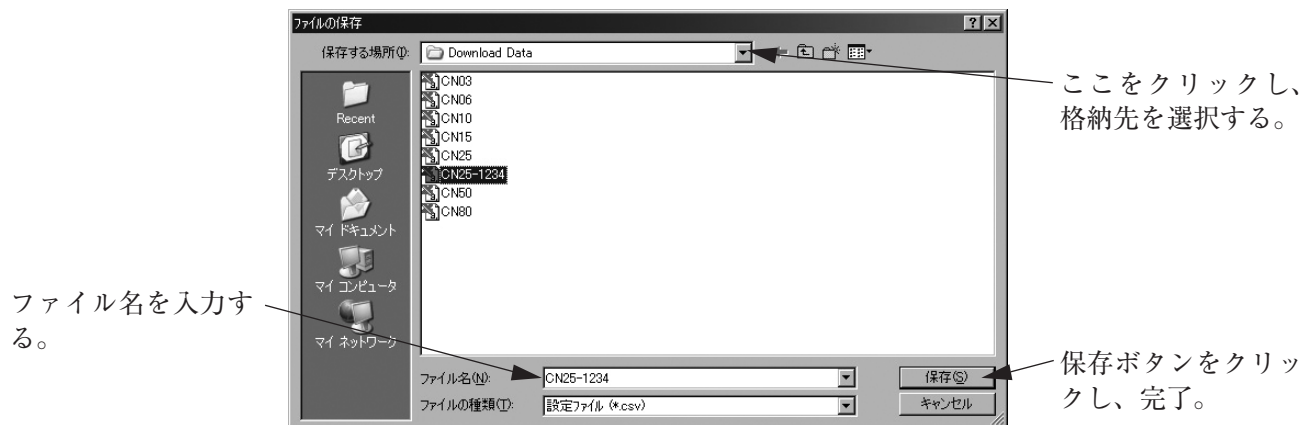 ファイルの保存
保存する場所(I):
Download Data
CN03
CN06
CN10
CN15
CN25
CN25-1234
CN50
CN80
Recent
デスクトップ
マイ ドキュメント
マイ コンピュータ
マイ ネットワーク
ファイル名(N):
CN25-1234
保存(S)
ファイルの種類(T):
設定ファイル (*.csv)
キャンセル
ここをクリックし、
格納先を選択する。
ファイル名を入力す
る。
保存ボタンをクリッ
クし、完了。